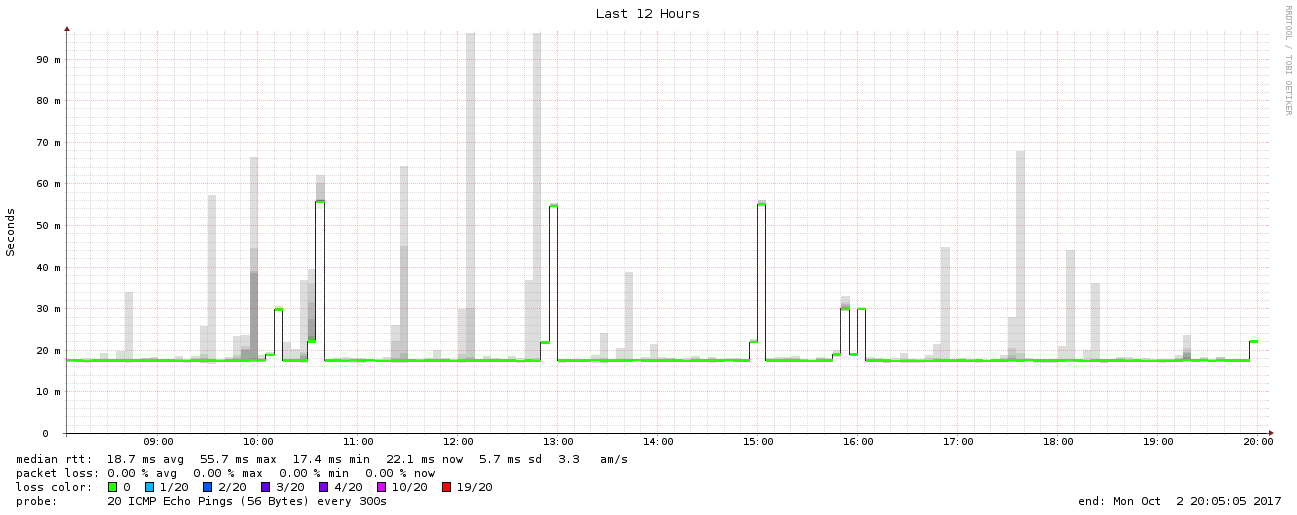 Last 12 Hours
RRDTOOL / TOBI OETIKER
Seconds
90 m
80 m
70 m
60 m
50 m
40 m
30 m
20 m
10 m
0
09:00 10:00 11:00 12:00 13:00 14:00 15:00 16:00 17:00 18:00 19:00 20:00
median rtt: 18.7 ms avg 55.7 ms max 17.4 ms min 22.1 ms now 5.7 ms sd 3.3 am/s
packet loss: 0.00 % avg 0.00 % max 0.00 % min 0.00 % now
loss color: 0 1/20 2/20 3/20 4/20 10/20 19/20
probe: 20 ICMP Echo Pings (56 Bytes) every 300s end: Mon Oct 2 20:05:05 2017